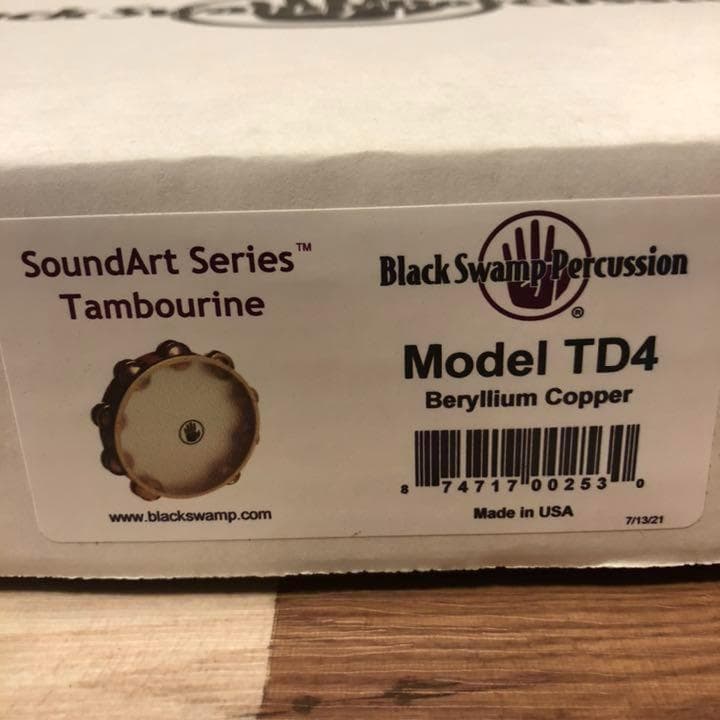 SoundArt Series™
Tambourine
www.blackswamp.com
Black Swamp Percussion
®
Model TD4
Beryllium Copper
8 74717 00253 0
Made in USA
7/13/21